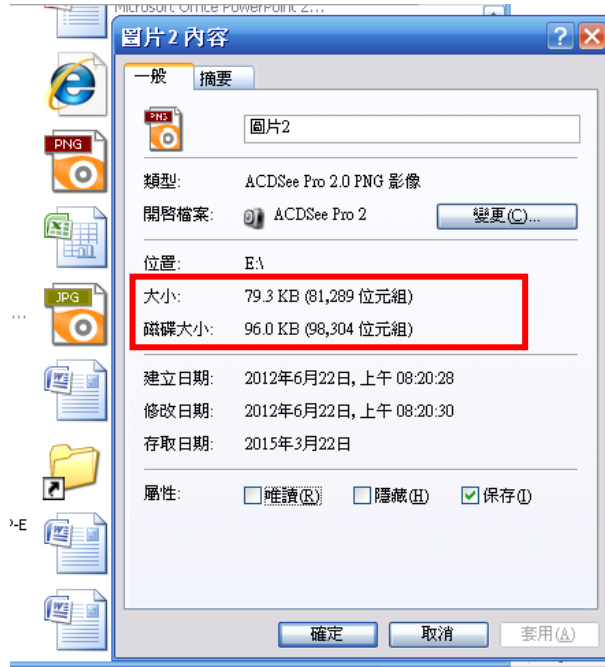 Microsoft Office PowerPoint 2...
圖片2 內容
一般
摘要
PNG
圖片2
PNG
類型: ACDSee Pro 2.0 PNG 影像
開啓檔案: ACDSee Pro 2 變更(C)...
位置: E:\
JPG
大小: 79.3 KB (81,289 位元組)
...
磁碟大小: 96.0 KB (98,304 位元組)
建立日期: 2012年6月22日, 上午 08:20:28
修改日期: 2012年6月22日, 上午 08:20:30
存取日期: 2015年3月22日
屬性: 唯讀(R) 隱藏(H) 保存(I)
P-E
確定 取消 套用(A)